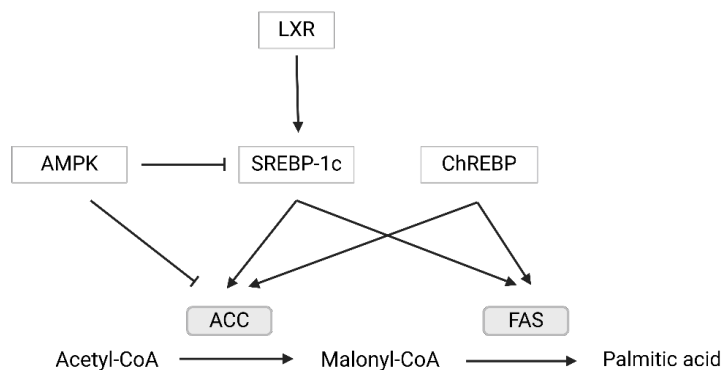 LXR
AMPK
SREBP-1c
ChREBP
ACC
FAS
Acetyl-CoA
Malonyl-CoA
Palmitic acid